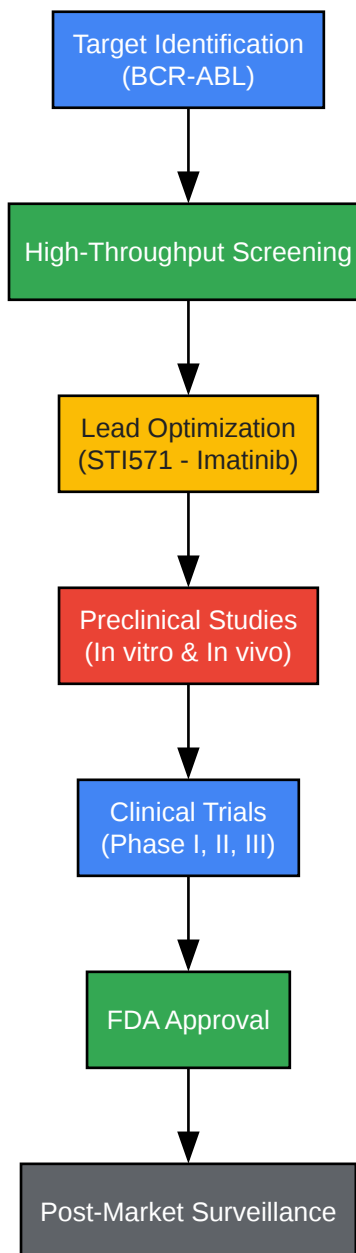 Target Identification
(BCR-ABL)
High-Throughput Screening
Lead Optimization
(STI571 - Imatinib)
Preclinical Studies
(In vitro & In vivo)
Clinical Trials
(Phase I, II, III)
FDA Approval
Post-Market Surveillance